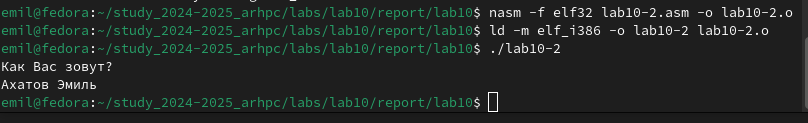 emil@fedora:~/study_2024-2025_arhpc/labs/lab10/report/lab10$ nasm -f elf32 lab10-2.asm -o lab10-2.o
emil@fedora:~/study_2024-2025_arhpc/labs/lab10/report/lab10$ ld -m elf_i386 -o lab10-2 lab10-2.o
emil@fedora:~/study_2024-2025_arhpc/labs/lab10/report/lab10$ ./lab10-2
Как Вас зовут?
Ахатов Эмиль
emil@fedora:~/study_2024-2025_arhpc/labs/lab10/report/lab10$